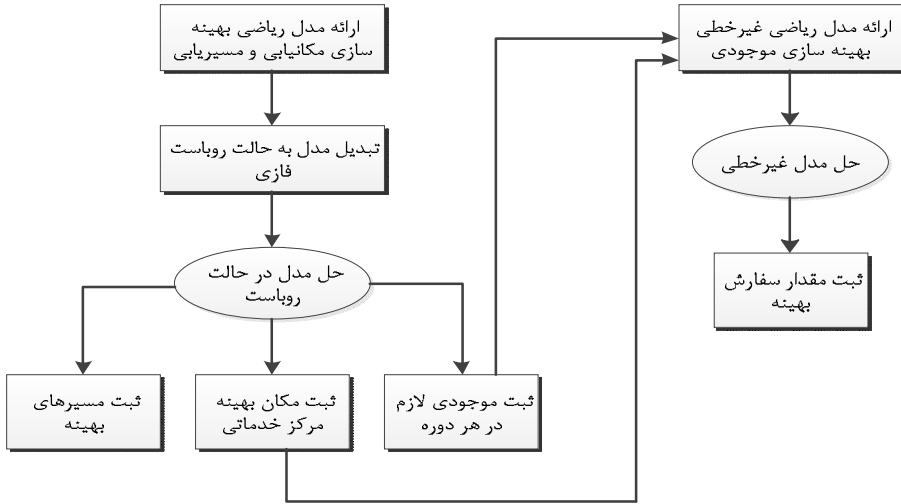 ارائه مدل ریاضی بهینه
سازی مکانیابی و مسیریابی
تبدیل مدل به حالت روباست
فازی
حل مدل در حالت
روباست
ثبت مسیرهای
بهینه
ثبت مکان بهینه
مرکز خدماتی
ثبت موجودی لازم
در هر دوره
ارائه مدل ریاضی غیرخطی
بهینه سازی موجودی
حل مدل غیرخطی
ثبت مقدار سفارش
بهینه